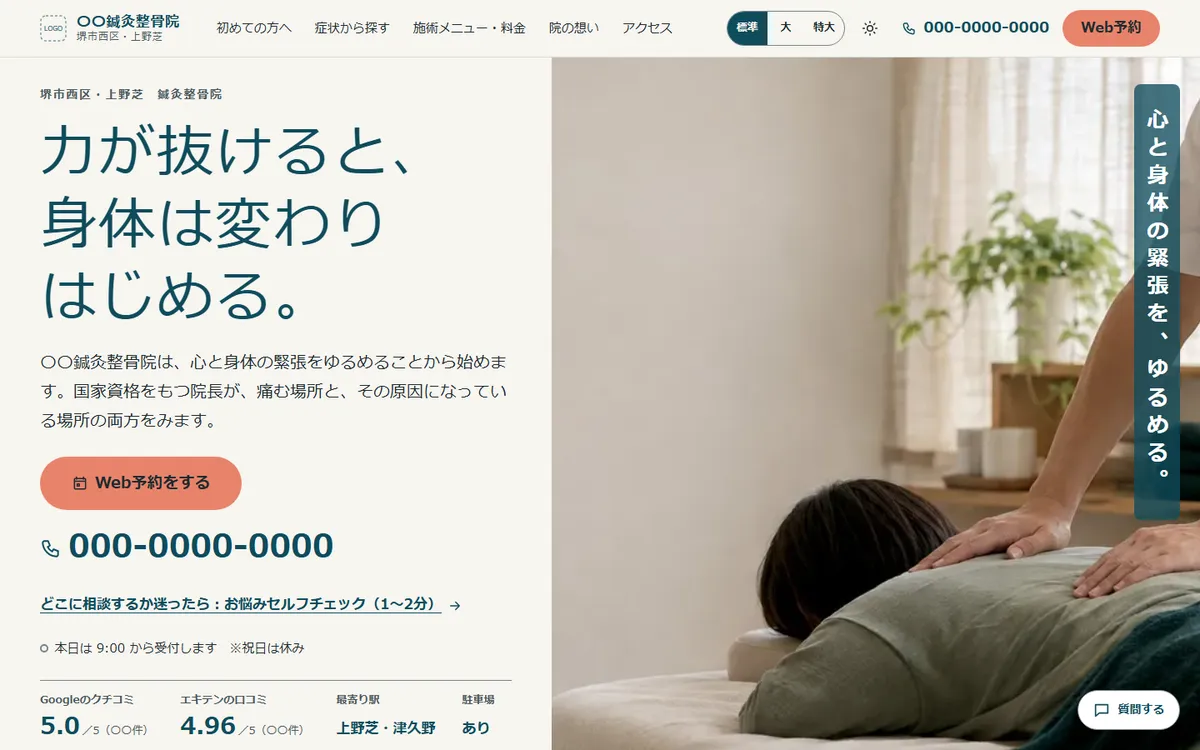 LOGO
〇〇鍼灸整骨院
堺市西区・上野芝
初めての方へ
症状から探す
施術メニュー・料金
院の想い
アクセス
標準
大
特大
000-0000-0000
Web予約
堺市西区・上野芝　鍼灸整骨院
力が抜けると、
身体は変わり
はじめる。
〇〇鍼灸整骨院は、心と身体の緊張をゆるめることから始めま
す。国家資格をもつ院長が、痛む場所と、その原因になってい
る場所の両方をみます。
Web予約をする
000-0000-0000
どこに相談するか迷ったら：お悩みセルフチェック（1〜2分）→
本日は 9:00 から受付します　※祝日は休み
Googleのクチコミ
5.0 ／5（〇〇件）
エキテンの口コミ
4.96 ／5（〇〇件）
最寄り駅
上野芝・津久野
駐車場
あり
心と身体の緊張を、ゆるめる。
質問する